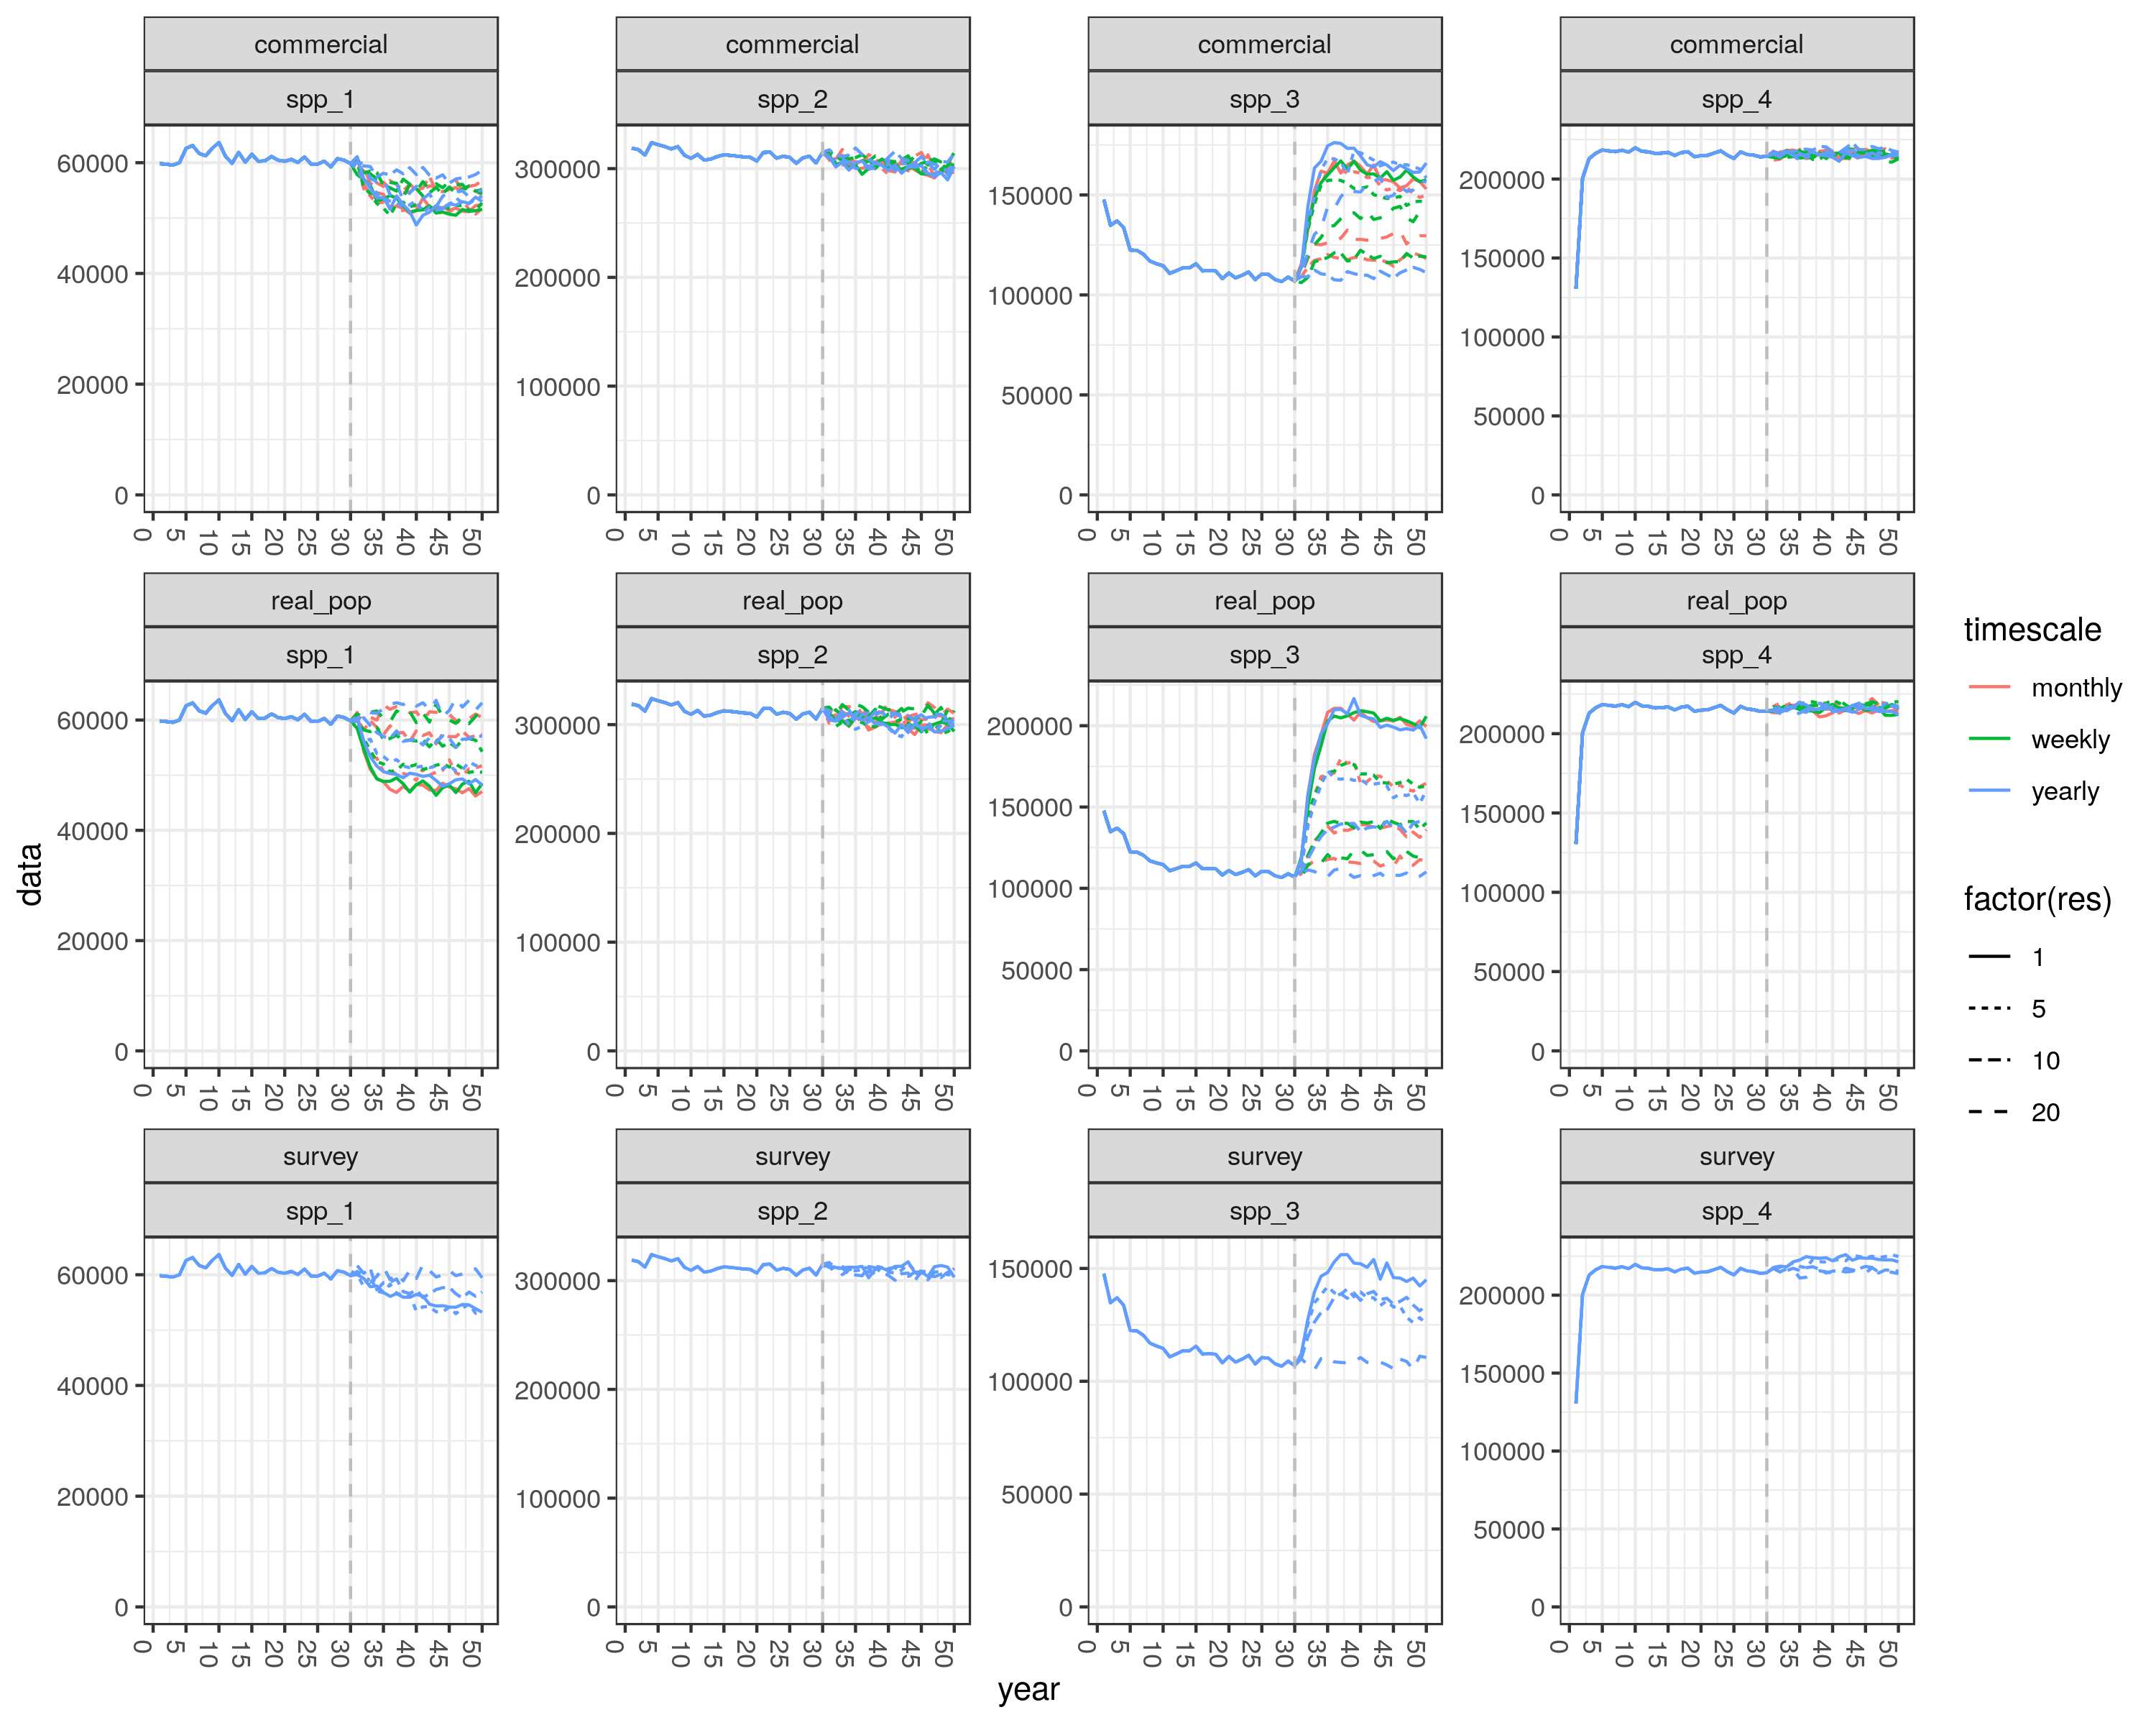 commercial commercial commercial commercial
spp_1 spp_2 spp_3 spp_4
60000 300000 150000 200000
40000 200000 100000 150000
20000 100000 50000 100000
0 0 0 50000
0
0 5 10 15 20 25 30 35 40 45 50 0 5 10 15 20 25 30 35 40 45 50 0 5 10 15 20 25 30 35 40 45 50 0 5 10 15 20 25 30 35 40 45 50
real_pop real_pop real_pop real_pop
spp_1 spp_2 spp_3 spp_4
60000 300000 200000 200000
40000 200000 150000 150000
20000 100000 100000 100000
0 0 50000 50000
0 0
0 5 10 15 20 25 30 35 40 45 50 0 5 10 15 20 25 30 35 40 45 50 0 5 10 15 20 25 30 35 40 45 50 0 5 10 15 20 25 30 35 40 45 50
survey survey survey survey
spp_1 spp_2 spp_3 spp_4
60000 300000 150000 200000
40000 200000 100000 150000
20000 100000 50000 100000
0 0 0 50000
0
0 5 10 15 20 25 30 35 40 45 50 0 5 10 15 20 25 30 35 40 45 50 0 5 10 15 20 25 30 35 40 45 50 0 5 10 15 20 25 30 35 40 45 50
data
year
timescale
monthly
weekly
yearly
factor(res)
1
5
10
20